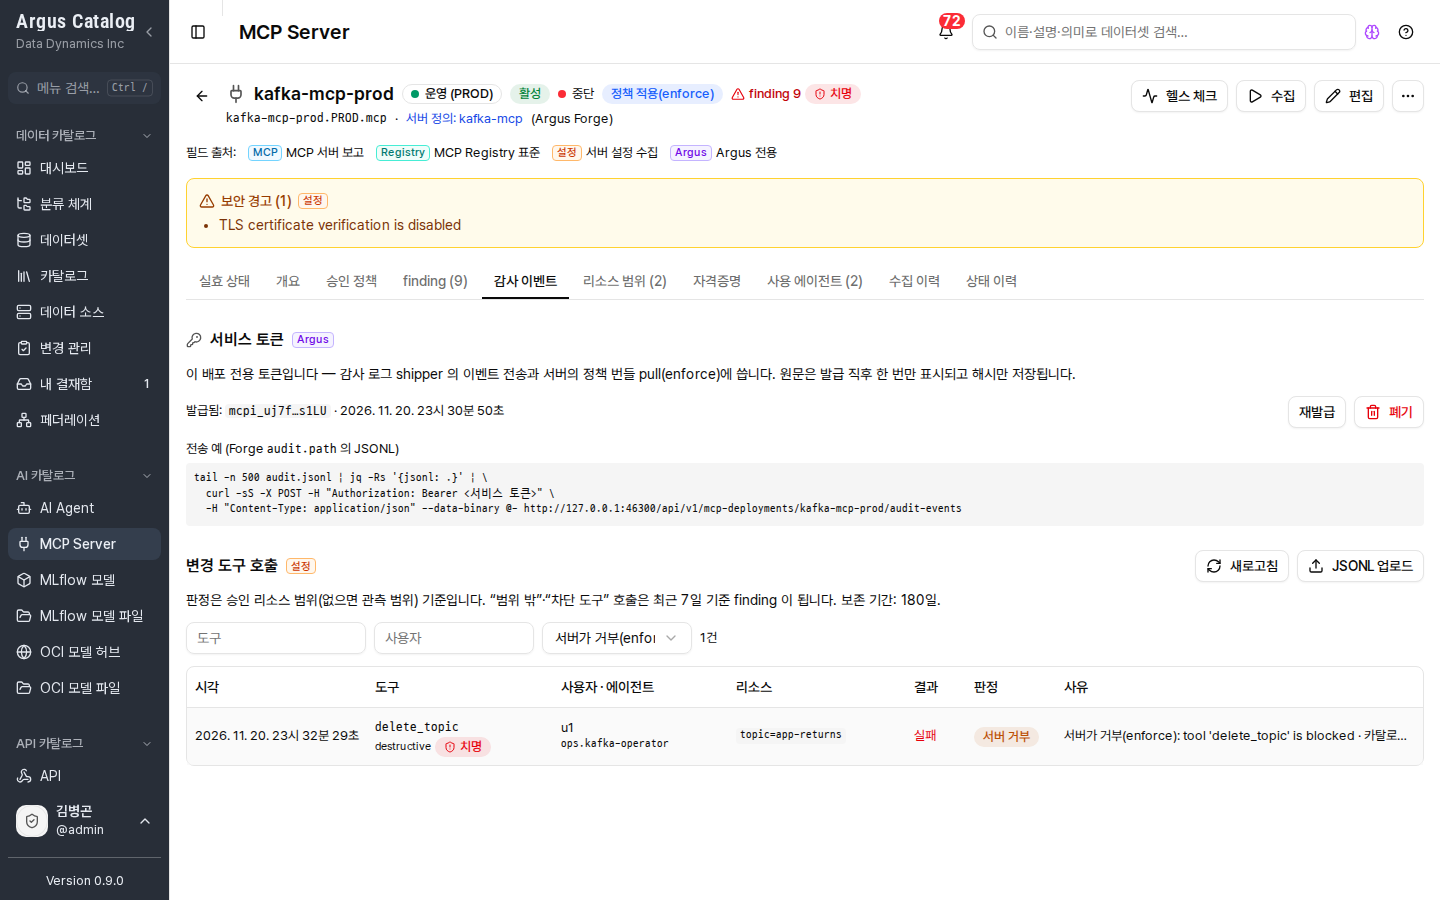 Argus Catalog
Data Dynamics Inc
메뉴 검색... Ctrl /
데이터 카탈로그
대시보드
분류 체계
데이터셋
카탈로그
데이터 소스
변경 관리
내 결재함 1
페더레이션
AI 카탈로그
AI Agent
MCP Server
MLflow 모델
MLflow 모델 파일
OCI 모델 허브
OCI 모델 파일
API 카탈로그
API
김병곤
@admin
Version 0.9.0
MCP Server
72
이름·설명·의미로 데이터셋 검색...
kafka-mcp-prod 운영 (PROD) 활성 중단 정책 적용(enforce) finding 9 치명
헬스 체크 수집 편집
kafka-mcp-prod.PROD.mcp · 서버 정의: kafka-mcp (Argus Forge)
필드 출처: MCP MCP 서버 보고 Registry MCP Registry 표준 설정 서버 설정 수집 Argus Argus 전용
보안 경고 (1) 설정
• TLS certificate verification is disabled
실효 상태 개요 승인 정책 finding (9) 감사 이벤트 리소스 범위 (2) 자격증명 사용 에이전트 (2) 수집 이력 상태 이력
서비스 토큰 Argus
이 배포 전용 토큰입니다 — 감사 로그 shipper 의 이벤트 전송과 서버의 정책 번들 pull(enforce)에 씁니다. 원문은 발급 직후 한 번만 표시되고 해시만 저장됩니다.
발급됨: mcpi_uj7f…s1LU · 2026. 11. 20. 23시 30분 50초
재발급 폐기
전송 예 (Forge audit.path 의 JSONL)
tail -n 500 audit.jsonl | jq -Rs '{jsonl: .}' | \
curl -sS -X POST -H "Authorization: Bearer <서비스 토큰>" \
-H "Content-Type: application/json" --data-binary @- http://127.0.0.1:46300/api/v1/mcp-deployments/kafka-mcp-prod/audit-events
변경 도구 호출 설정
새로고침 JSONL 업로드
판정은 승인 리소스 범위(없으면 관측 범위) 기준입니다. “범위 밖”·“차단 도구” 호출은 최근 7일 기준 finding 이 됩니다. 보존 기간: 180일.
도구 사용자 서버가 거부(enfor 1건
시각 도구 사용자 · 에이전트 리소스 결과 판정 사유
2026. 11. 20. 23시 32분 29초 delete_topic destructive 치명 u1 ops.kafka-operator topic=app-returns 실패 서버 거부 서버가 거부(enforce): tool 'delete_topic' is blocked · 카탈로...